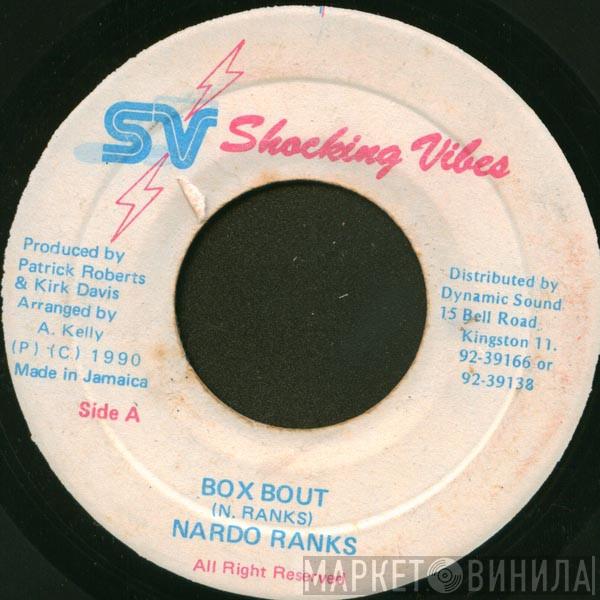 SV Shocking Vibes
Produced by
Patrick Roberts
& Kirk Davis
Arranged by
A. Kelly
(P) (C) 1990
Made in Jamaica
Side A
Distributed by
Dynamic Sound
15 Bell Road
Kingston 11.
92-39166 or
92-39138
BOX BOUT
(N. RANKS)
NARDO RANKS
All Right Reserved
МАРКЕТ ВИНИЛА